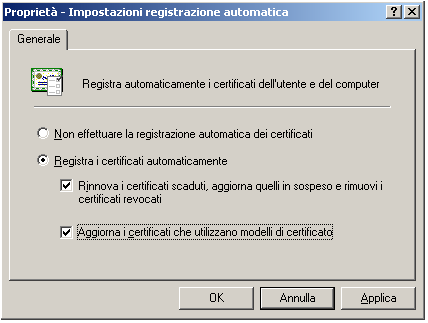 Proprietà - Impostazioni registrazione automatica
Generale
Registra automaticamente i certificati dell'utente e del computer
Non effettuare la registrazione automatica dei certificati
Registra i certificati automaticamente
Rinnova i certificati scaduti, aggiorna quelli in sospeso e rimuovi i
certificati revocati
Aggiorna i certificati che utilizzano modelli di certificato
OK
Annulla
Applica